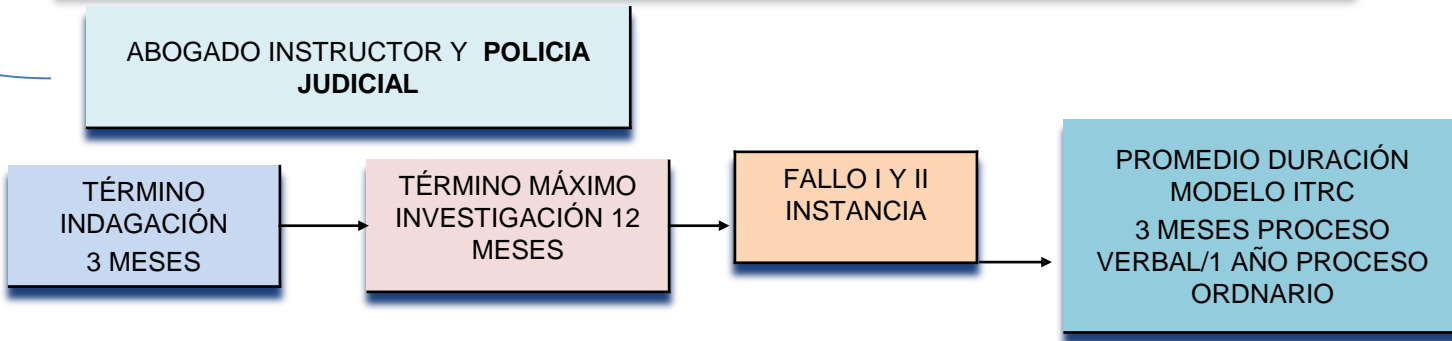 ABOGADO INSTRUCTOR Y POLICIA
JUDICIAL
TÉRMINO
INDAGACIÓN
3 MESES
TÉRMINO MÁXIMO
INVESTIGACIÓN 12
MESES
FALLO I Y II
INSTANCIA
PROMEDIO DURACIÓN
MODELO ITRC
3 MESES PROCESO
VERBAL/1 AÑO PROCESO
ORDNARIO